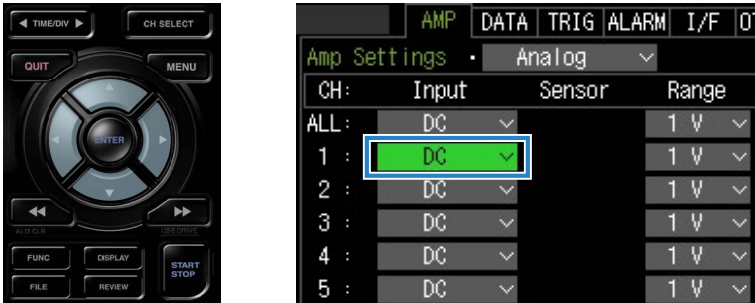 ◀ TIME/DIV ▶
CH SELECT
QUIT
MENU
ENTER
◀◀
▶▶
ALM CLR
USB DRIVE
FUNC
DISPLAY
START
STOP
FILE
REVIEW
AMP DATA TRIG ALARM I/F
Amp Settings · Analog
CH: Input Sensor Range
ALL: DC 1 V
1 : DC 1 V
2 : DC 1 V
3 : DC 1 V
4 : DC 1 V
5 : DC 1 V